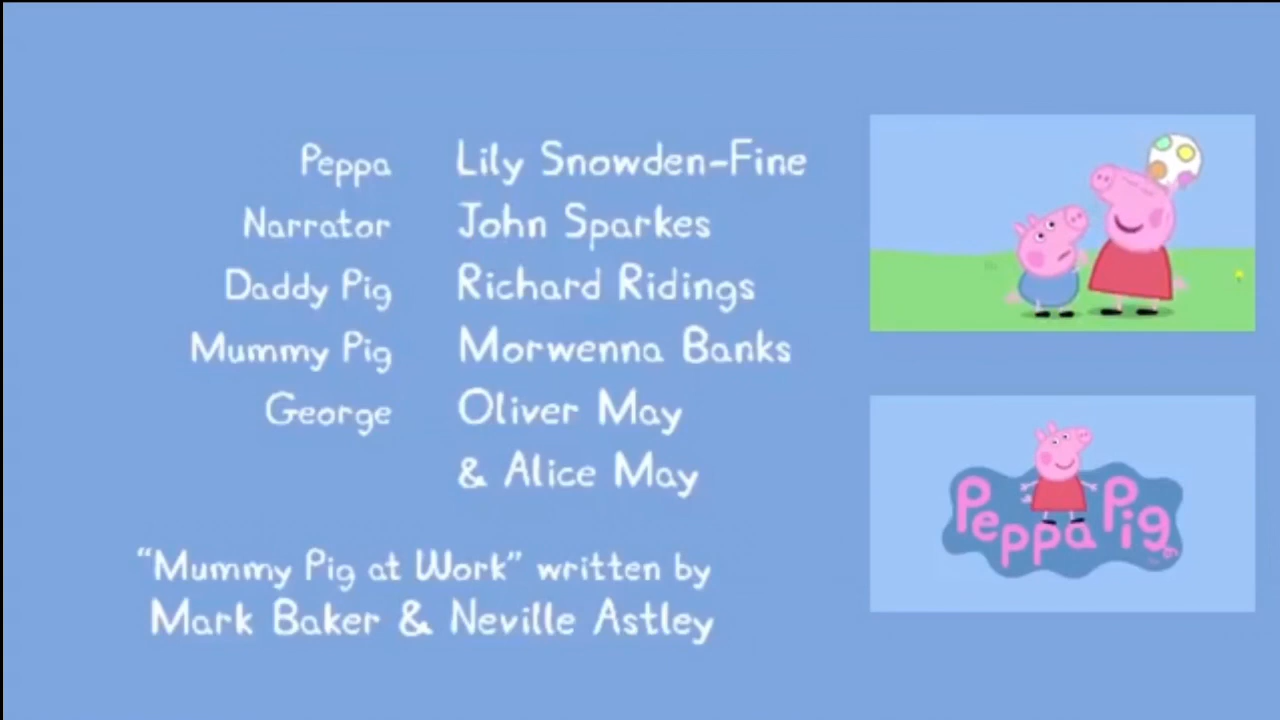 Peppa Lily Snowden-Fine
Narrator John Sparkes
Daddy Pig Richard Ridings
Mummy Pig Morwenna Banks
George Oliver May
& Alice May
“Mummy Pig at Work” written by
Mark Baker & Neville Astley
Peppa Pig